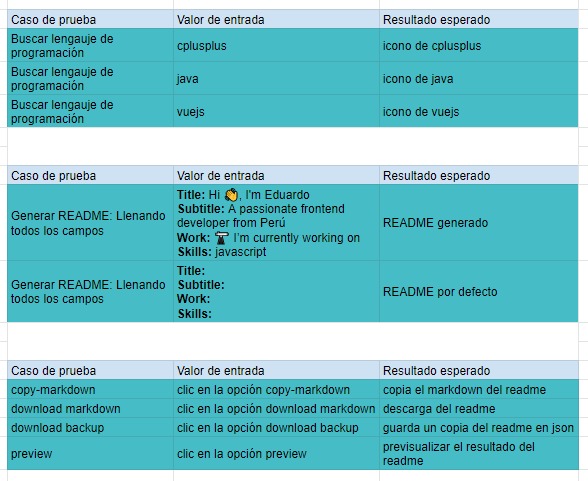 Caso de prueba Valor de entrada Resultado esperado
Buscar lengauje de
programación cplusplus icono de cplusplus
Buscar lengauje de
programación java icono de java
Buscar lengauje de
programación vuejs icono de vuejs
Caso de prueba Valor de entrada Resultado esperado
Generar README: Llenando
todos los campos
Title: Hi 👏, I'm Eduardo
Subtitle: A passionate frontend
developer from Perú
Work: 🔭 I'm currently working on
Skills: javascript
README generado
Generar README: Llenando
todos los campos
Title:
Subtitle:
Work:
Skills:
README por defecto
Caso de prueba Valor de entrada Resultado esperado
copy-markdown clic en la opción copy-markdown copia el markdown del readme
download markdown clic en la opción download markdown descarga del readme
download backup clic en la opción download backup guarda un copia del readme en json
preview clic en la opción preview previsualizar el resultado del
readme